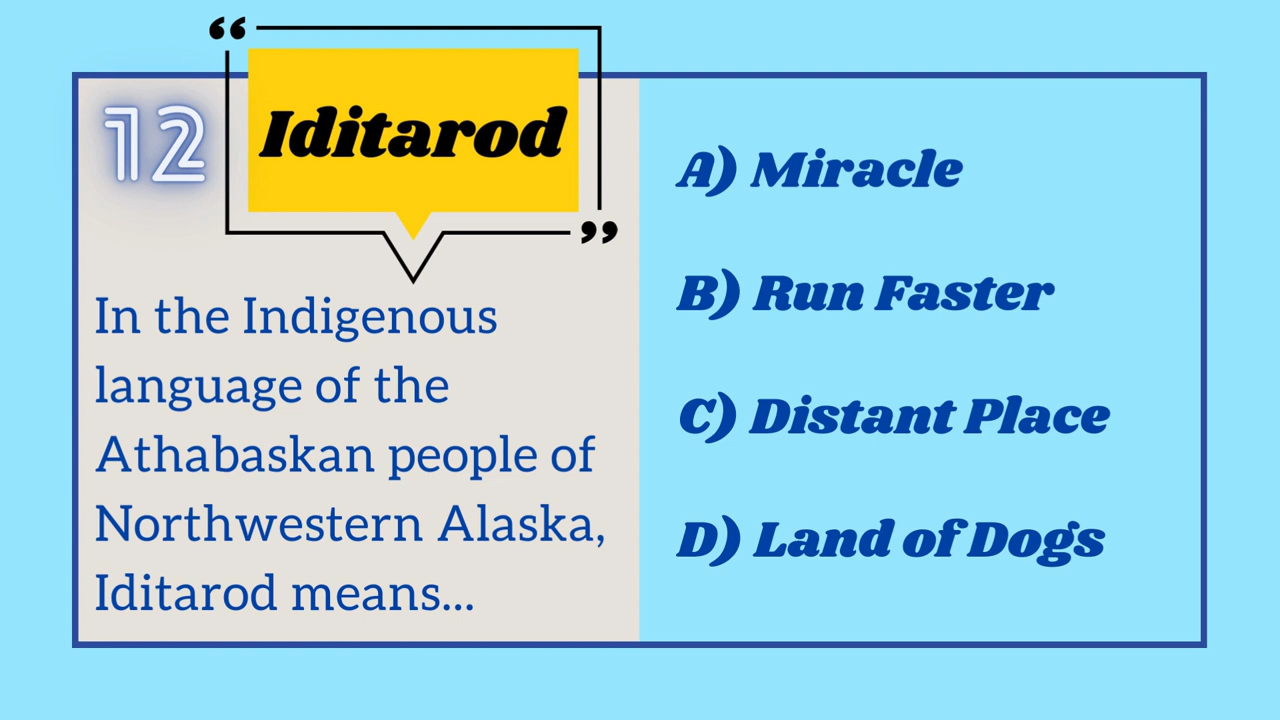 12
“Iditarod”
In the Indigenous
language of the
Athabaskan people of
Northwestern Alaska,
Iditarod means...
A) Miracle
B) Run Faster
C) Distant Place
D) Land of Dogs